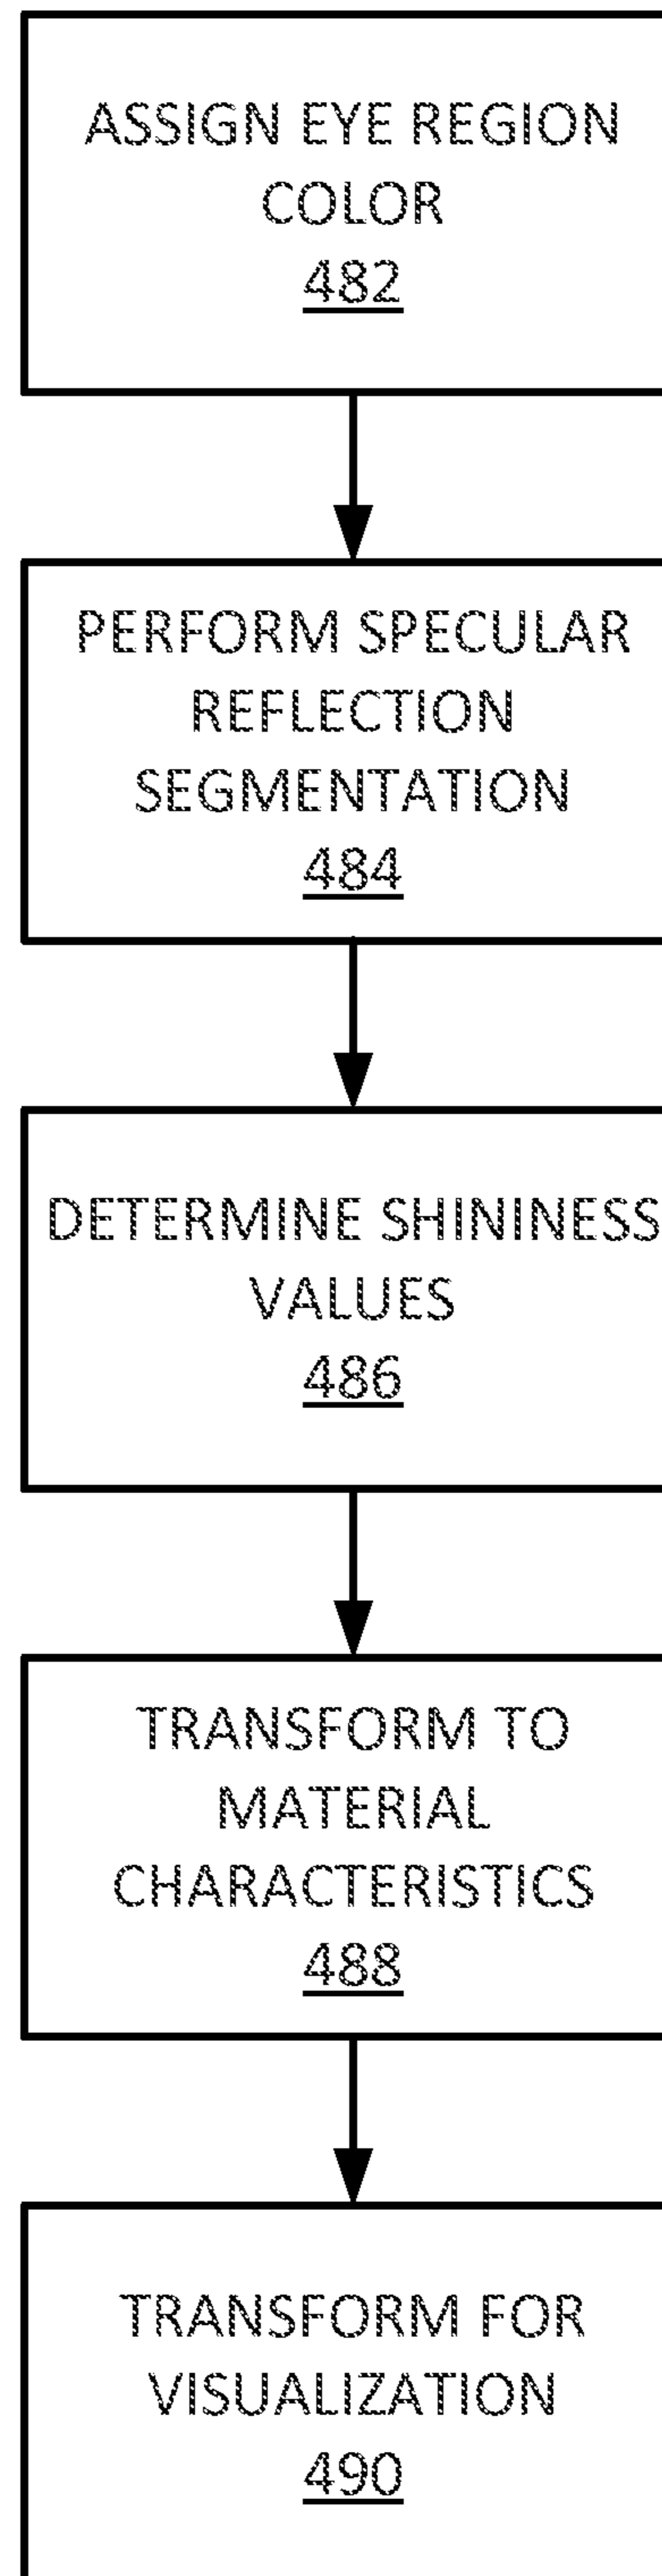 ASSIGN EYE REGION
COLOR
482
PERFORM SPECULAR
REFLECTION
SEGMENTATION
484
DETERMINE SHININESS
VALUES
486
TRANSFORM TO
MATERIAL
CHARACTERISTICS
488
TRANSFORM FOR
VISUALIZATION
490